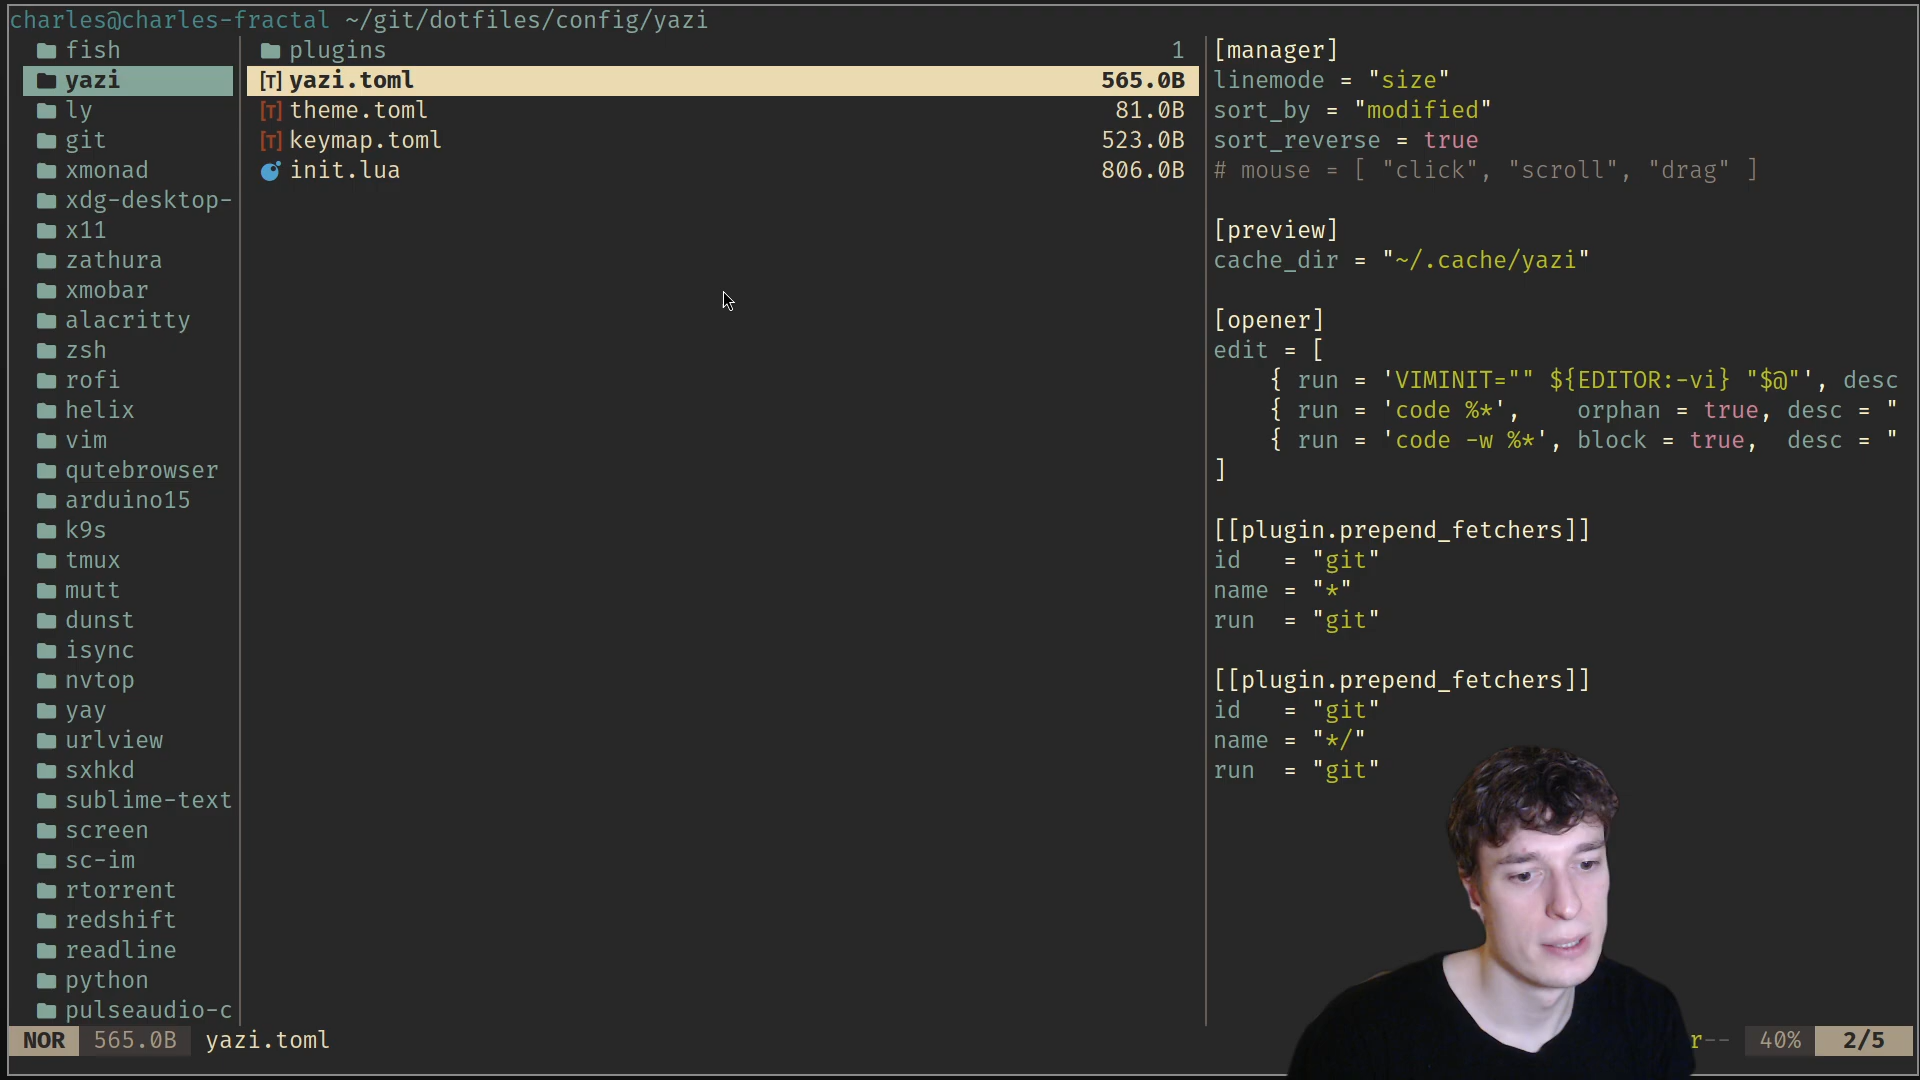 charles@charles-fractal ~/git/dotfiles/config/yazi
fish
yazi
ly
git
xmonad
xdg-desktop-
x11
zathura
xmobar
alacritty
zsh
rofi
helix
vim
qutebrowser
arduino15
k9s
tmux
mutt
dunst
isync
nvtop
yay
urlview
sxhkd
sublime-text
screen
sc-im
rtorrent
redshift
readline
python
pulseaudio-c
plugins 1
[T] yazi.toml 565.0B
[T] theme.toml 81.0B
[T] keymap.toml 523.0B
init.lua 806.0B
[manager]
linemode = "size"
sort_by = "modified"
sort_reverse = true
# mouse = [ "click", "scroll", "drag" ]
[preview]
cache_dir = "~/.cache/yazi"
[opener]
edit = [
{ run = 'VIMINIT="" ${EDITOR:-vi} "$@"', desc
{ run = 'code %*',    orphan = true, desc = "
{ run = 'code -w %*', block = true,  desc = "
]
[[plugin.prepend_fetchers]]
id   = "git"
name = "*"
run  = "git"
[[plugin.prepend_fetchers]]
id   = "git"
name = "*/"
run  = "git"
NOR 565.0B yazi.toml r-- 40% 2/5